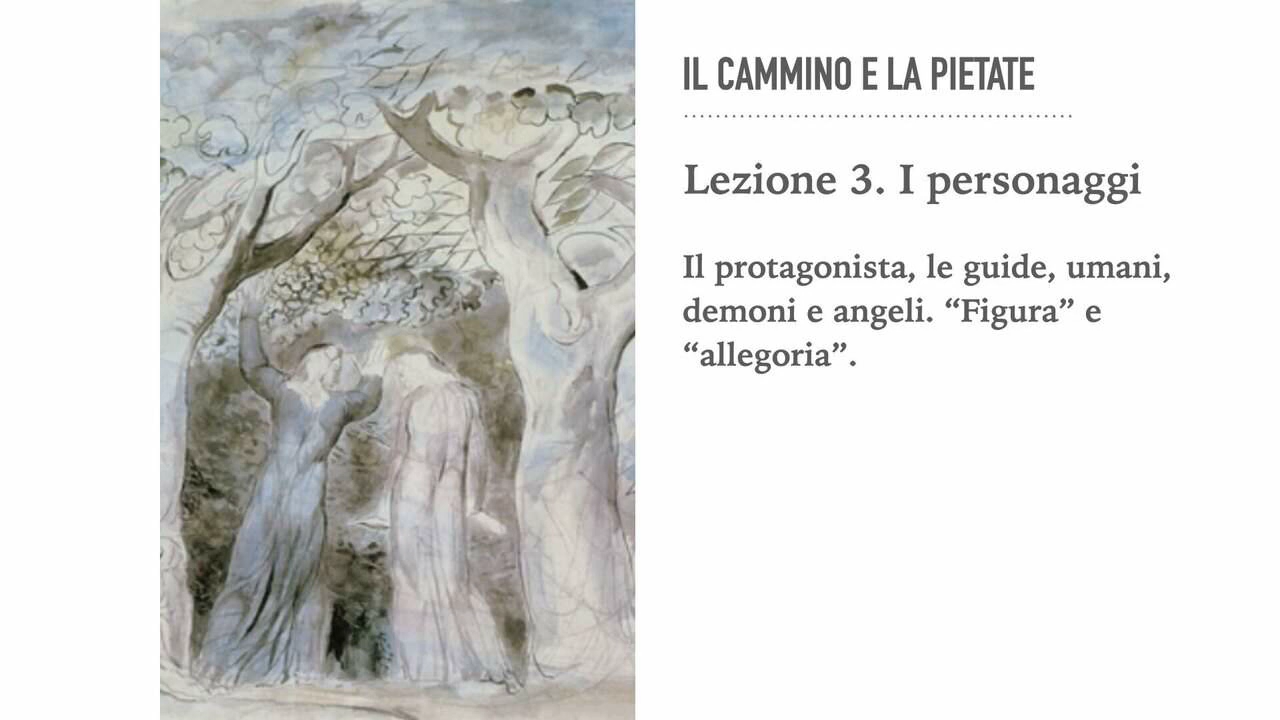 IL CAMMINO E LA PIETATE
Lezione 3. I personaggi
Il protagonista, le guide, umani,
demoni e angeli. “Figura” e
“allegoria”.